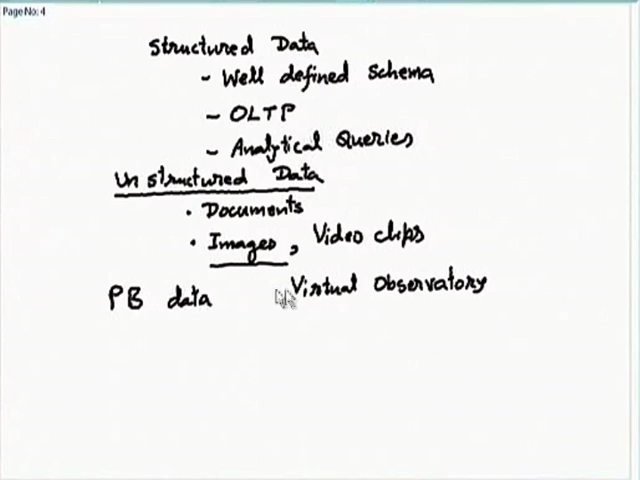 Page No: 4
Structured Data
- Well defined Schema
- OLTP
- Analytical Queries
Unstructured Data
• Documents
• Images, Video clips
PB data Virtual Observatory